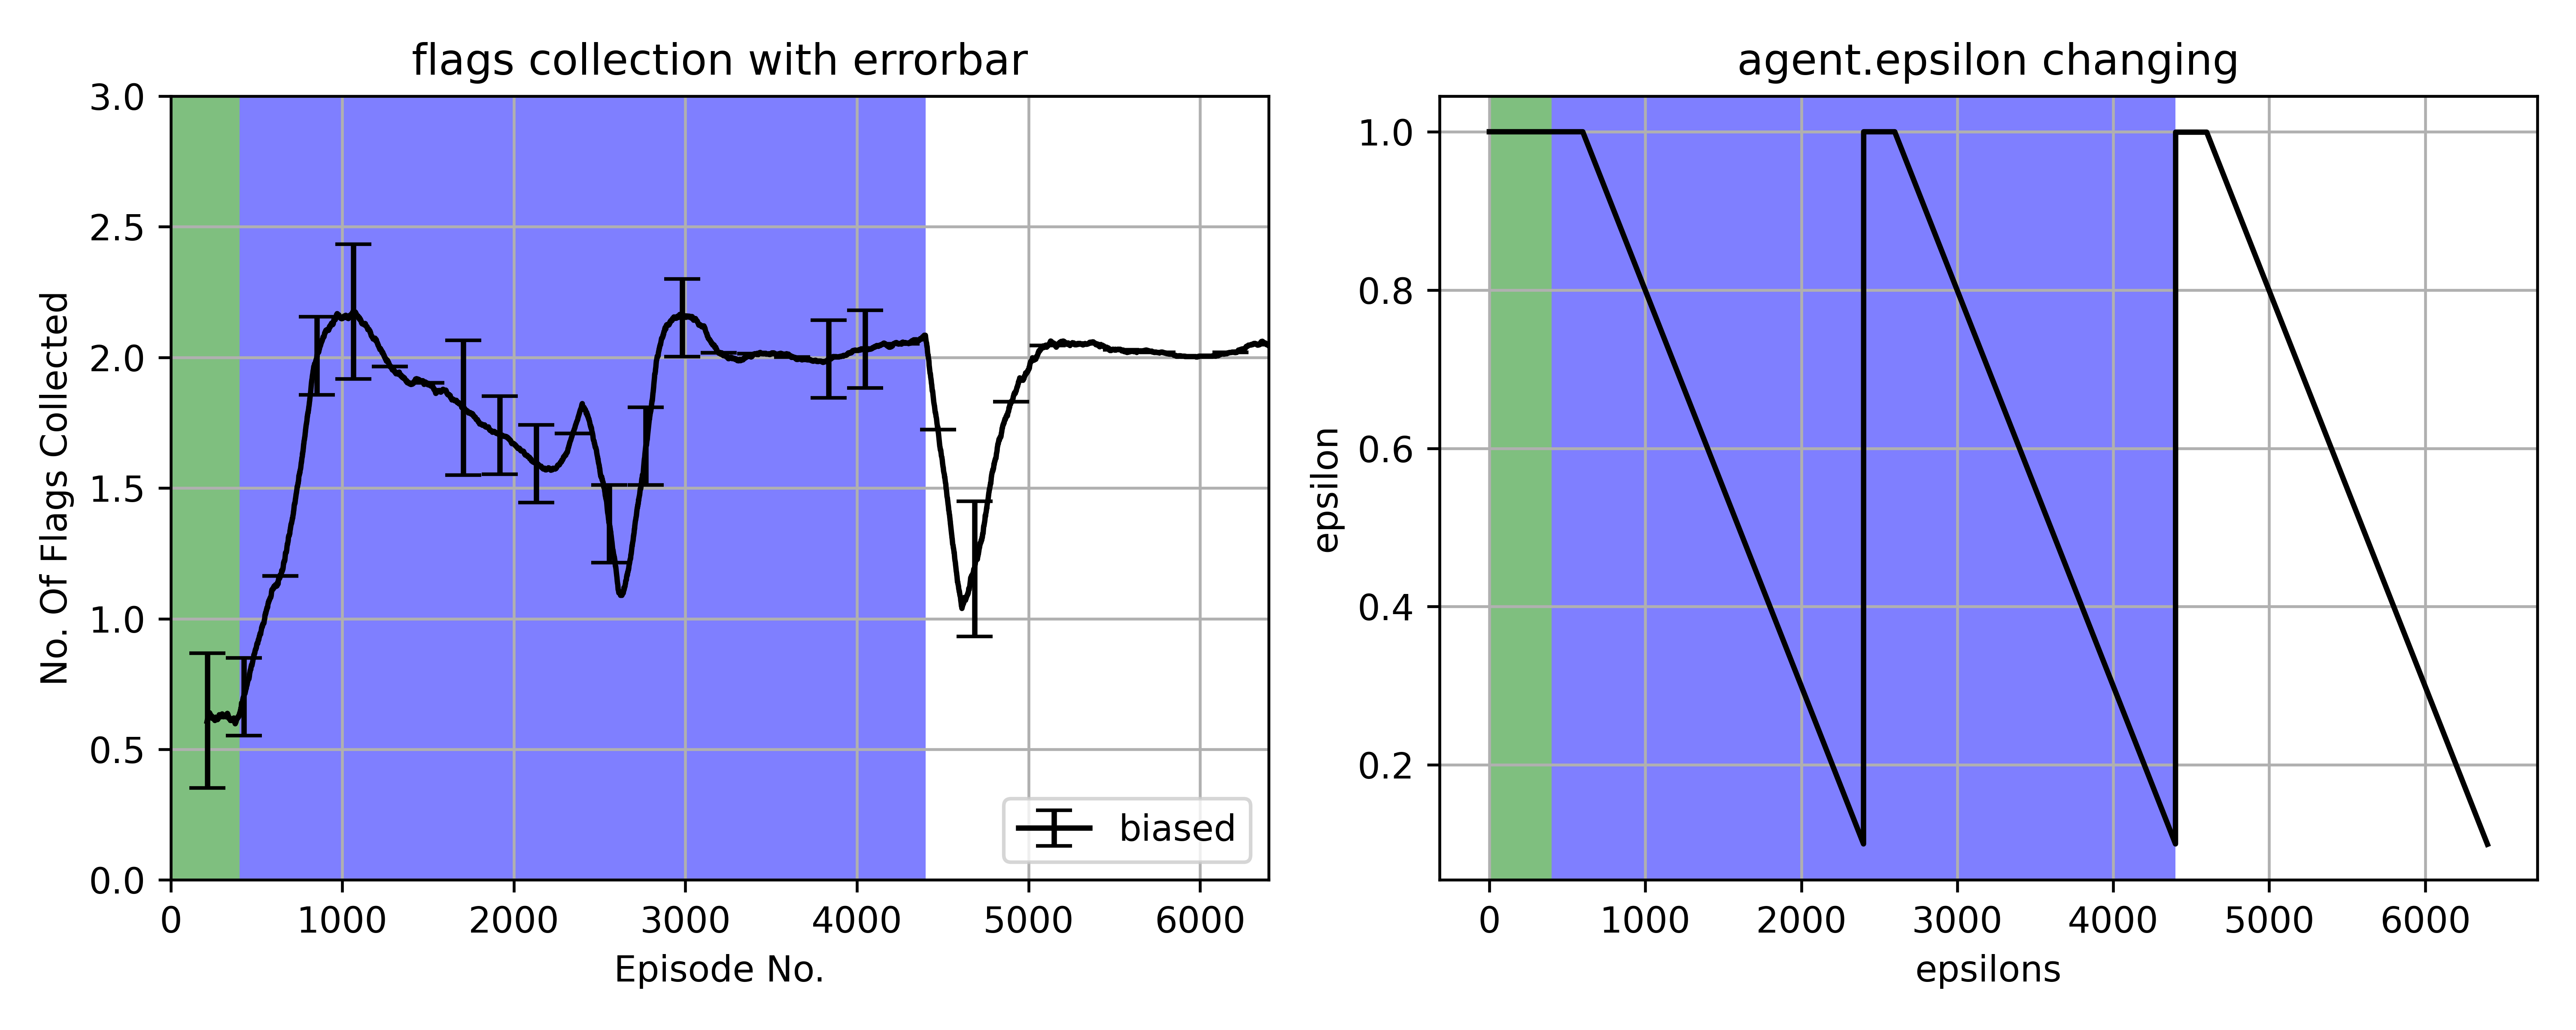 flags collection with errorbar
3.0
2.5
2.0
1.5
1.0
0.5
0.0
No. Of Flags Collected
0 1000 2000 3000 4000 5000 6000
Episode No.
biased
agent.epsilon changing
1.0
0.8
0.6
0.4
0.2
epsilon
0 1000 2000 3000 4000 5000 6000
epsilons